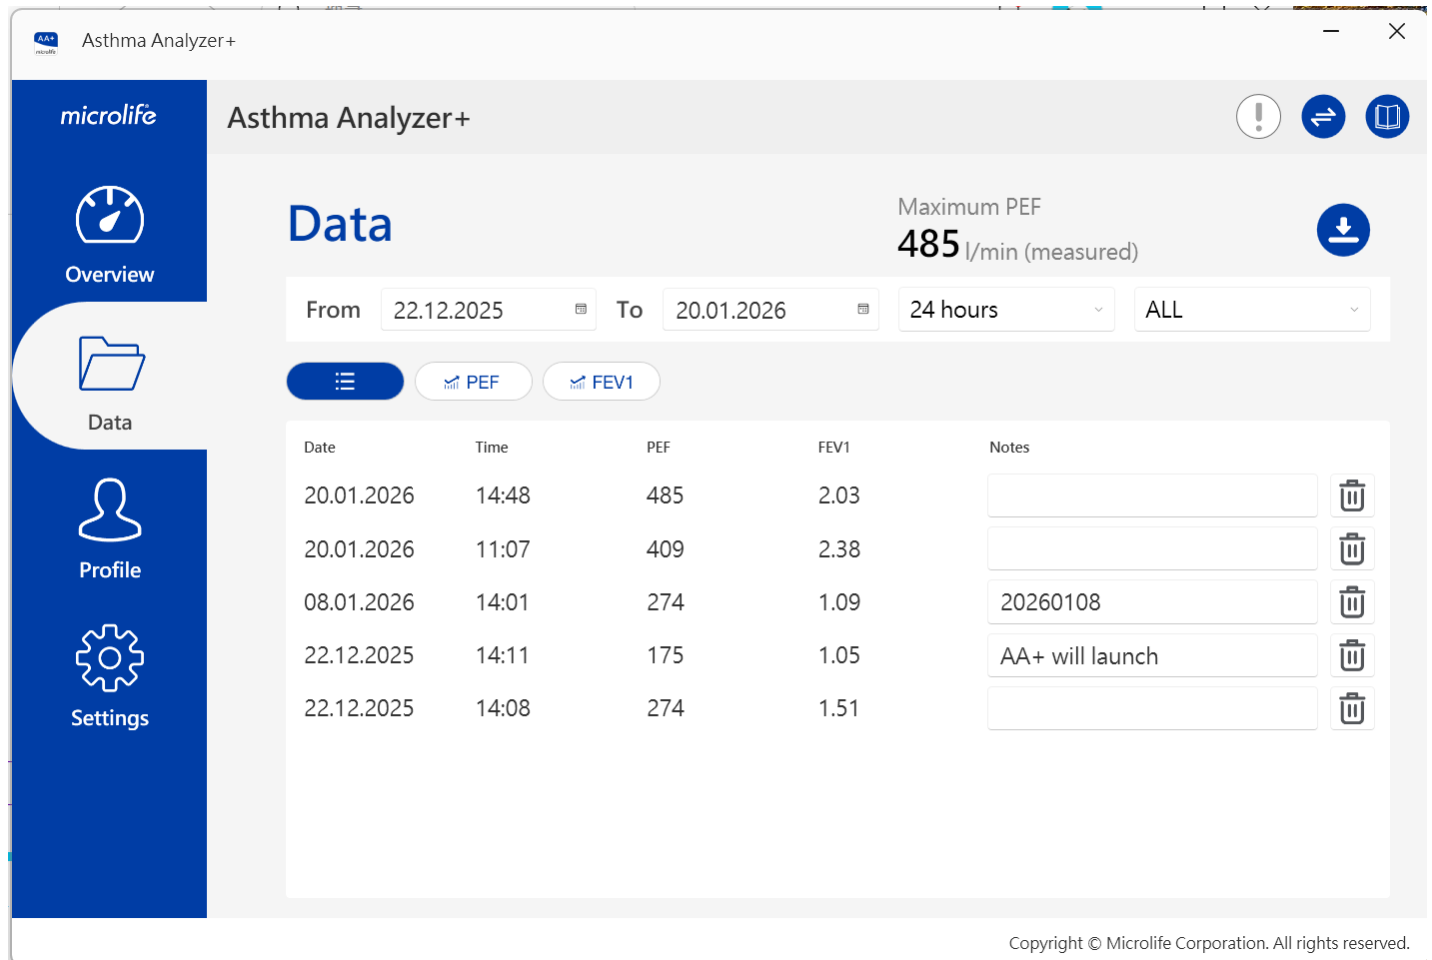 AA+
microlife
Asthma Analyzer+
microlife
Asthma Analyzer+
Overview
Data
Profile
Settings
Data
Maximum PEF
485 l/min (measured)
From 22.12.2025 To 20.01.2026 24 hours ALL
PEF FEV1
Date Time PEF FEV1 Notes
20.01.2026 14:48 485 2.03
20.01.2026 11:07 409 2.38
08.01.2026 14:01 274 1.09 20260108
22.12.2025 14:11 175 1.05 AA+ will launch
22.12.2025 14:08 274 1.51
Copyright © Microlife Corporation. All rights reserved.